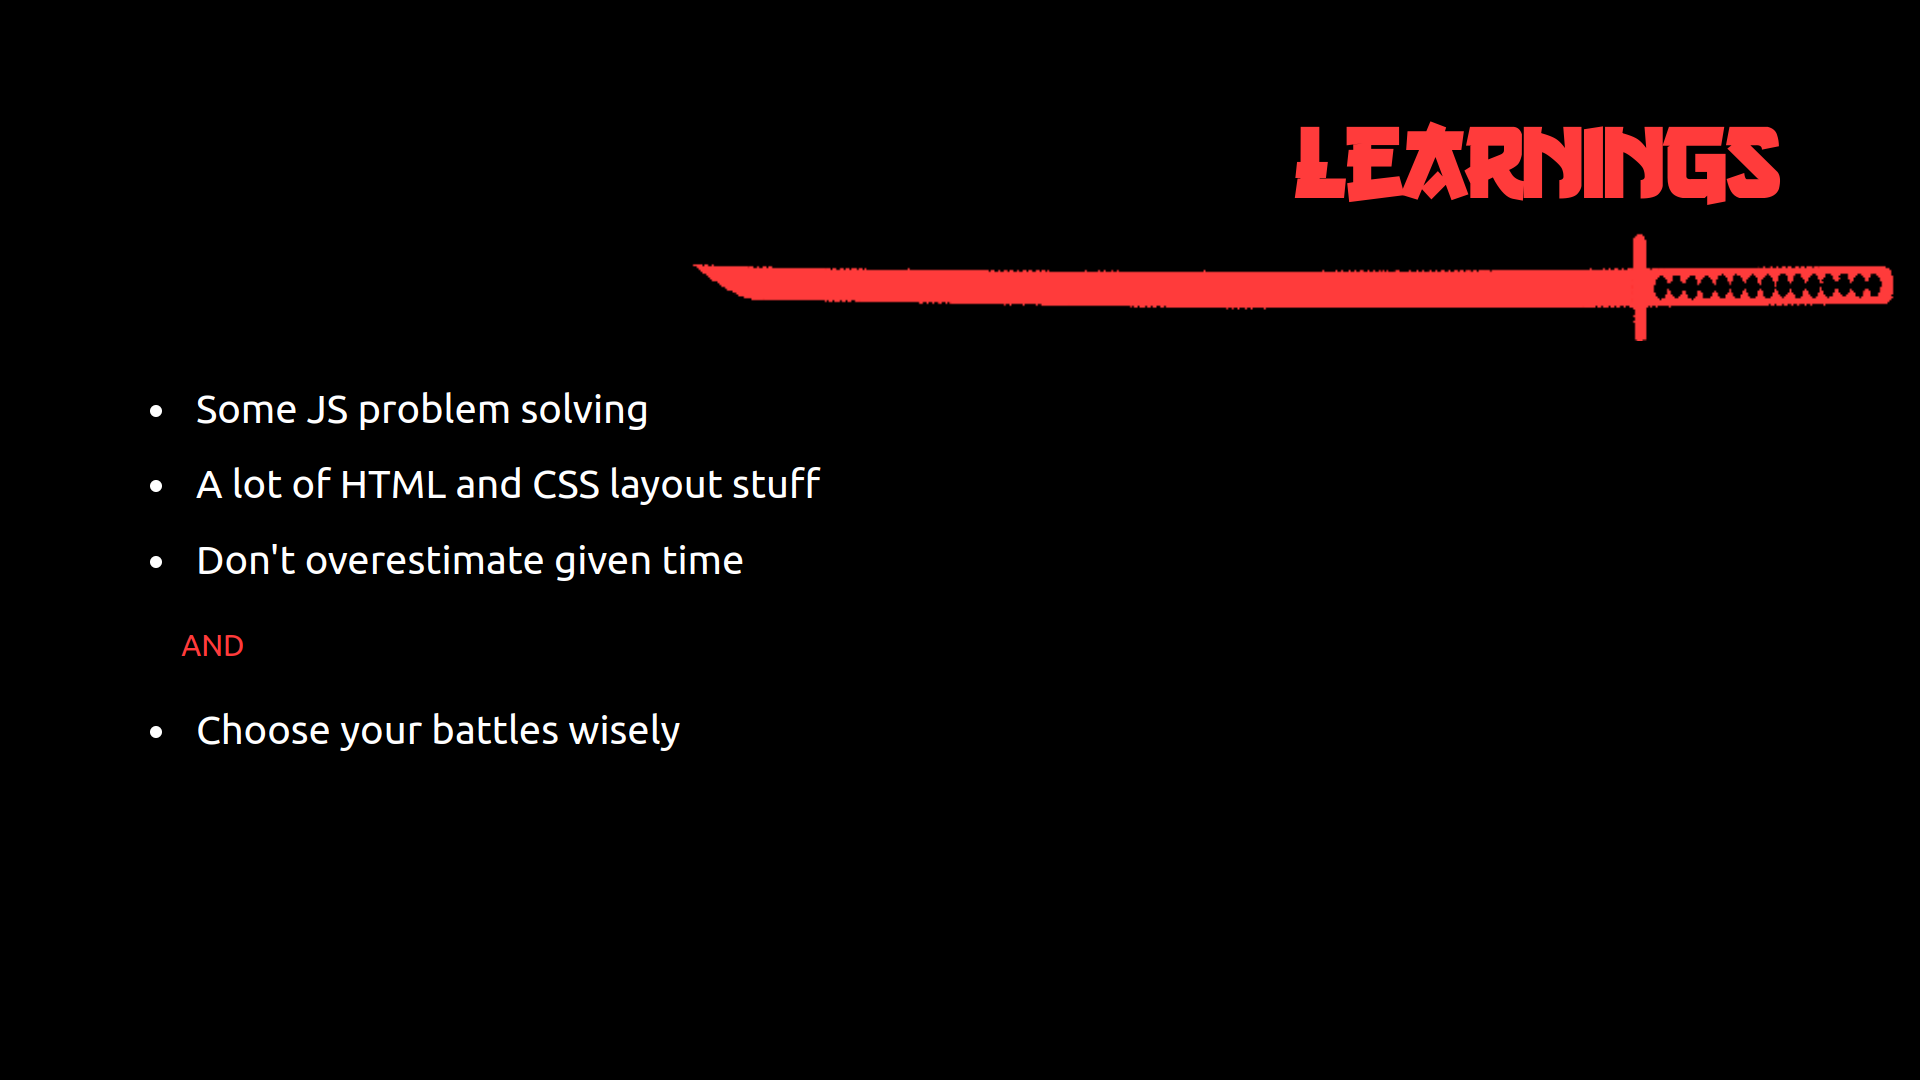 LEARNINGS
• Some JS problem solving
• A lot of HTML and CSS layout stuff
• Don't overestimate given time
AND
• Choose your battles wisely